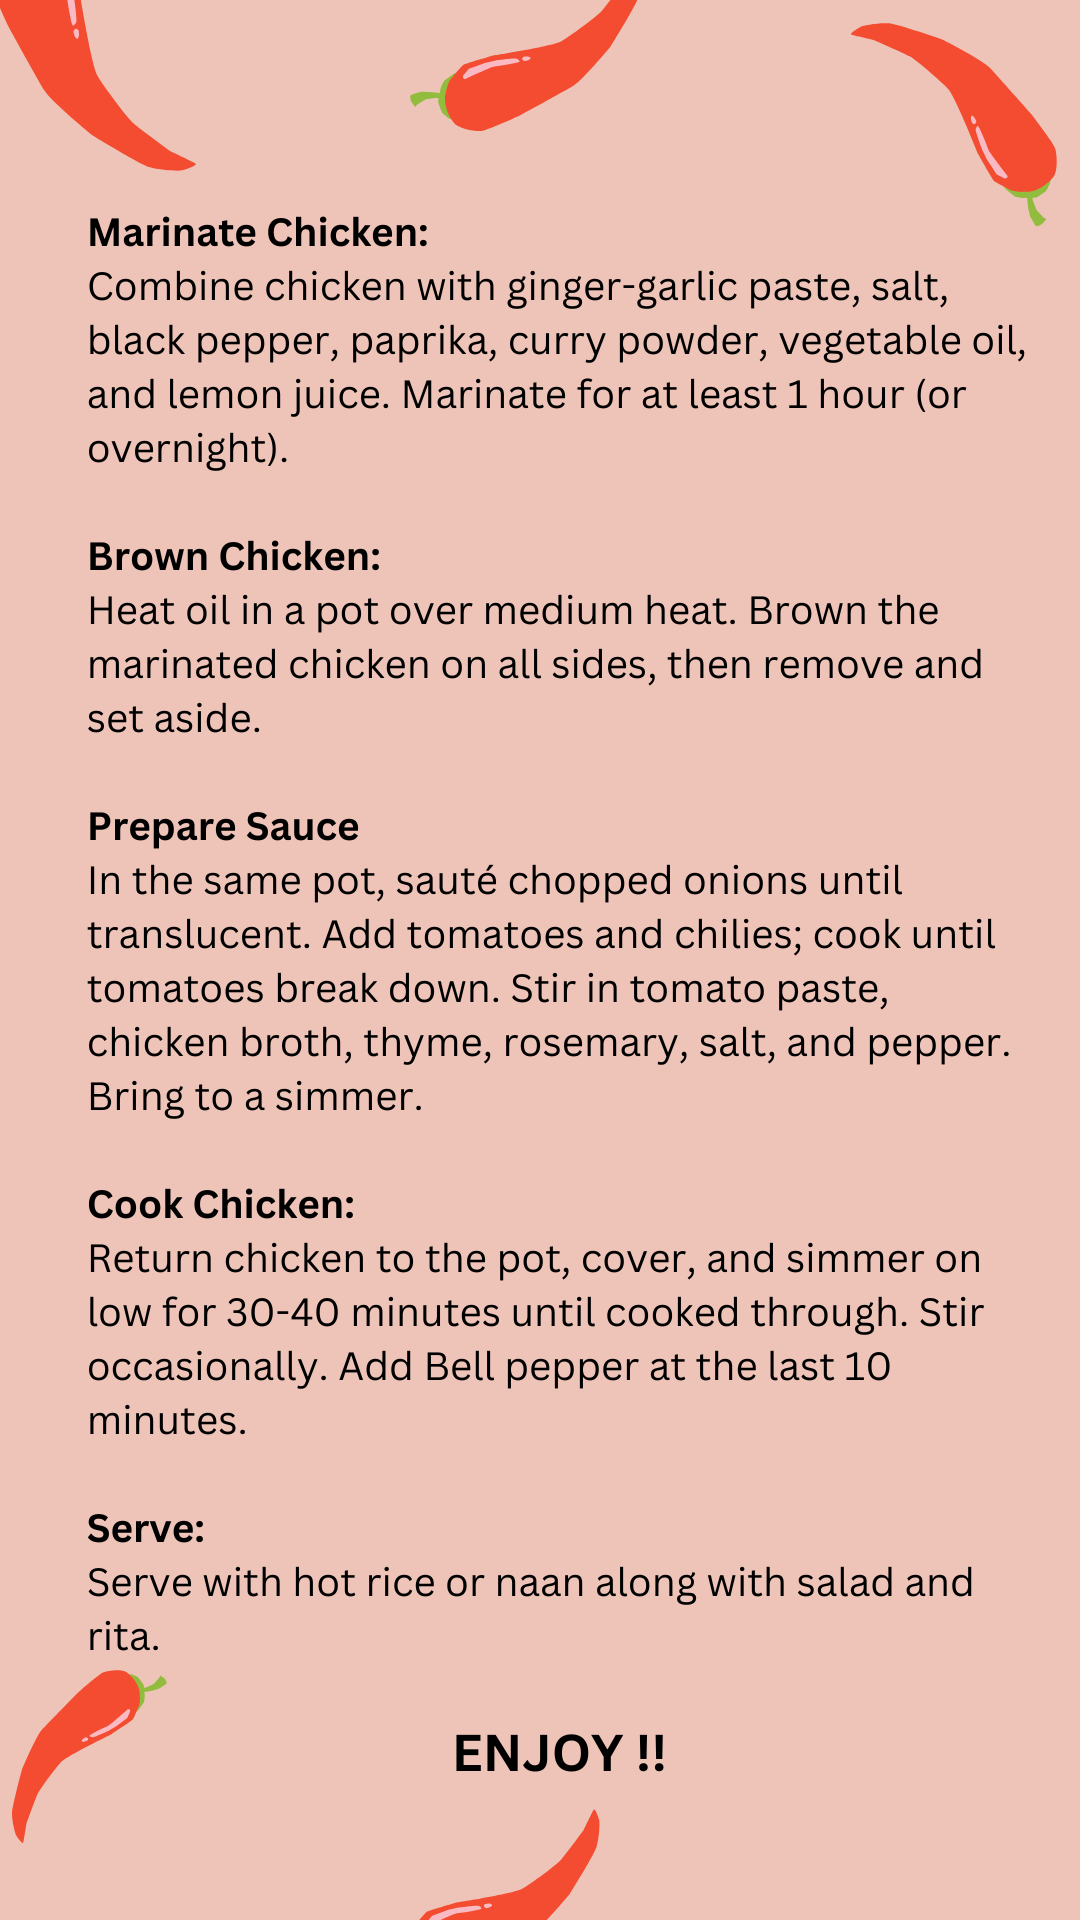 Marinate Chicken:
Combine chicken with ginger-garlic paste, salt,
black pepper, paprika, curry powder, vegetable oil,
and lemon juice. Marinate for at least 1 hour (or
overnight).
Brown Chicken:
Heat oil in a pot over medium heat. Brown the
marinated chicken on all sides, then remove and
set aside.
Prepare Sauce
In the same pot, sauté chopped onions until
translucent. Add tomatoes and chilies; cook until
tomatoes break down. Stir in tomato paste,
chicken broth, thyme, rosemary, salt, and pepper.
Bring to a simmer.
Cook Chicken:
Return chicken to the pot, cover, and simmer on
low for 30-40 minutes until cooked through. Stir
occasionally. Add Bell pepper at the last 10
minutes.
Serve:
Serve with hot rice or naan along with salad and
rita.
ENJOY !!